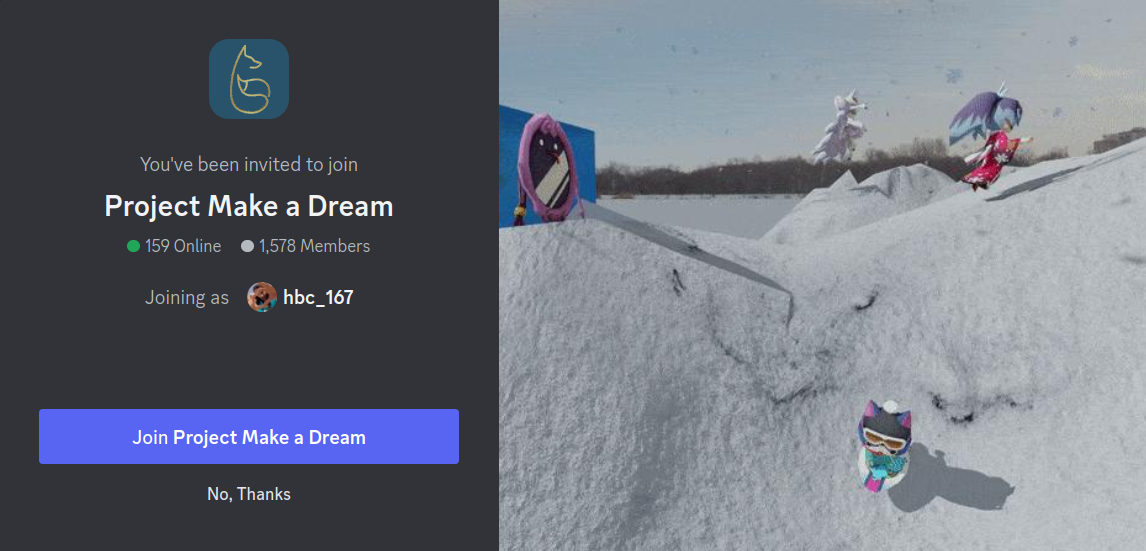 You've been invited to join
Project Make a Dream
159 Online 1,578 Members
Joining as hbc_167
Join Project Make a Dream
No, Thanks